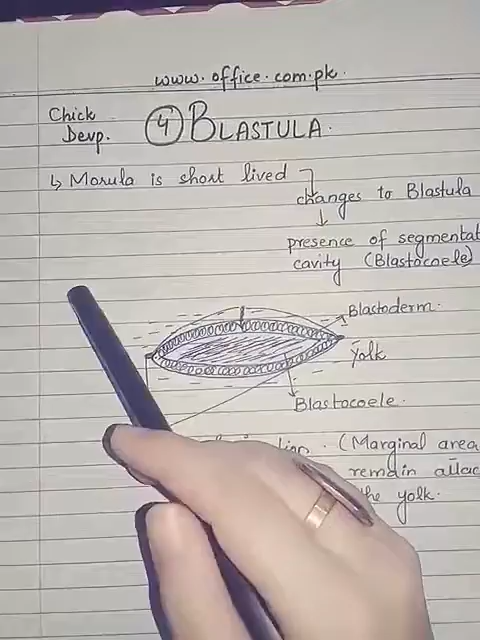 www.office.com.pk.
Chick
Devp.
④ BLASTULA.
↳ Morula is short lived
changes to Blastula
↓
presence of segmentat
cavity (Blastocoele)
Blastoderm.
Yolk
Blastocoele.
(Marginal area
remain attac
the yolk.